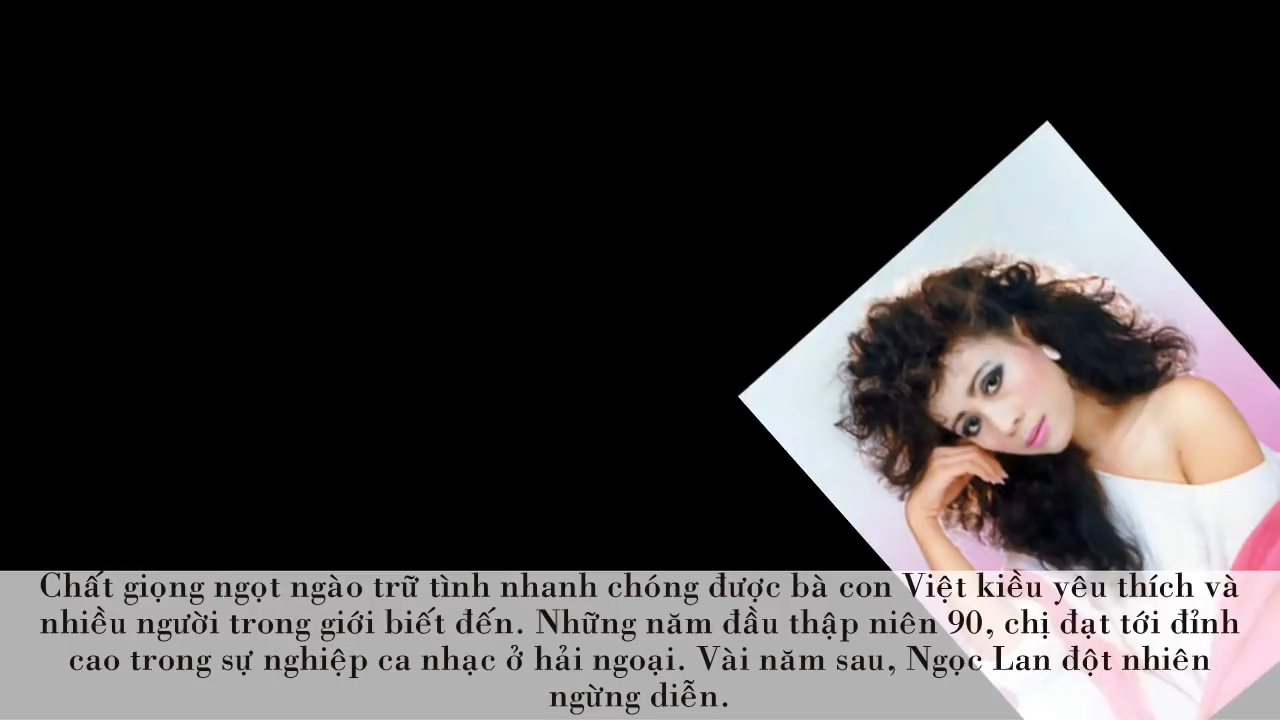 Chất giọng ngọt ngào trữ tình nhanh chóng được bà con Việt kiều yêu thích và
nhiều người trong giới biết đến. Những năm đầu thập niên 90, chị đạt tới đỉnh
cao trong sự nghiệp ca nhạc ở hải ngoại. Vài năm sau, Ngọc Lan đột nhiên
ngừng diễn.